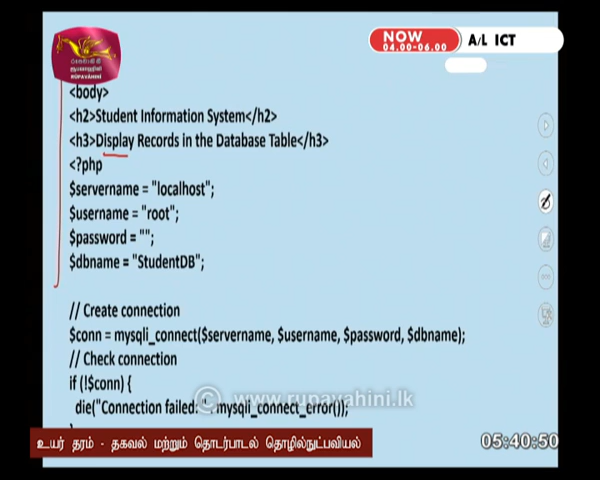 NOW
04.00-06.00
A/L ICT
RUPAVAHINI
<body>
<h2>Student Information System</h2>
<h3>Display Records in the Database Table</h3>
<?php
$servername = "localhost";
$username = "root";
$password = "";
$dbname = "StudentDB";
// Create connection
$conn = mysqli_connect($servername, $username, $password, $dbname);
// Check connection
if (!$conn) {
die("Connection failed: " . mysqli_connect_error());
© www.rupavahini.lk
உயர் தரம் - தகவல் மற்றும் தொடர்பாடல் தொழில்நுட்பவியல்
05:40:50